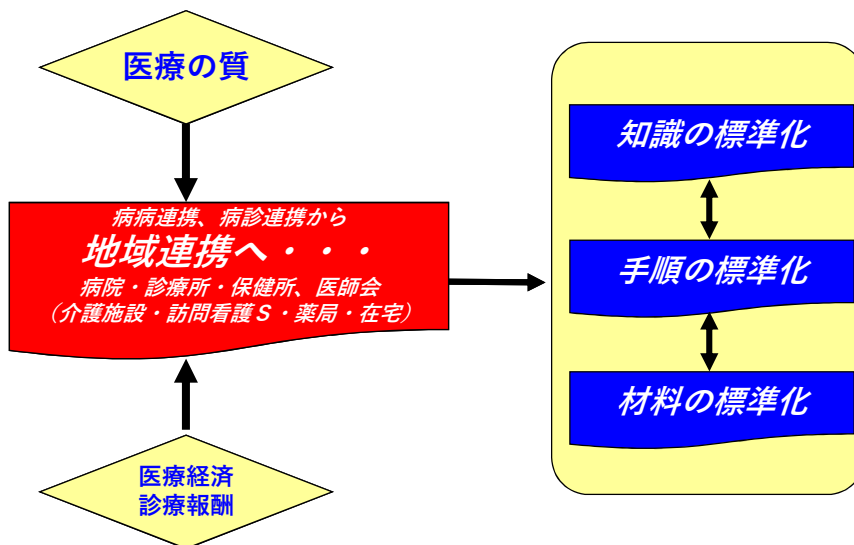 医療の質
病病連携、病診連携から
地域連携へ・・・
病院・診療所・保健所、医師会
（介護施設・訪問看護Ｓ・薬局・在宅）
医療経済
診療報酬
知識の標準化
手順の標準化
材料の標準化